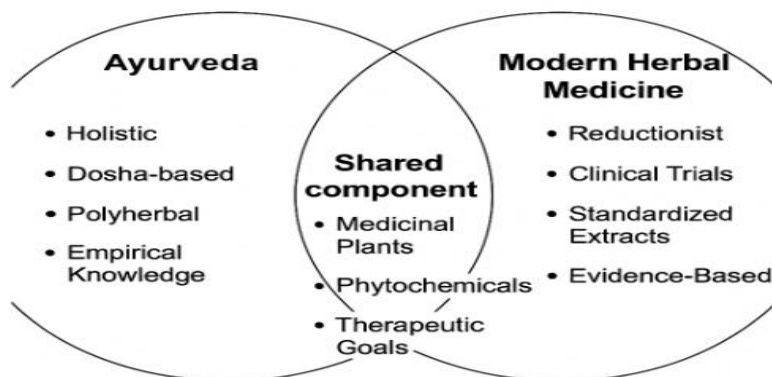 Ayurveda
• Holistic
• Dosha-based
• Polyherbal
• Empirical
Knowledge
Shared
component
• Medicinal
Plants
• Phytochemicals
• Therapeutic
Goals
Modern Herbal
Medicine
• Reductionist
• Clinical Trials
• Standardized
Extracts
• Evidence-Based